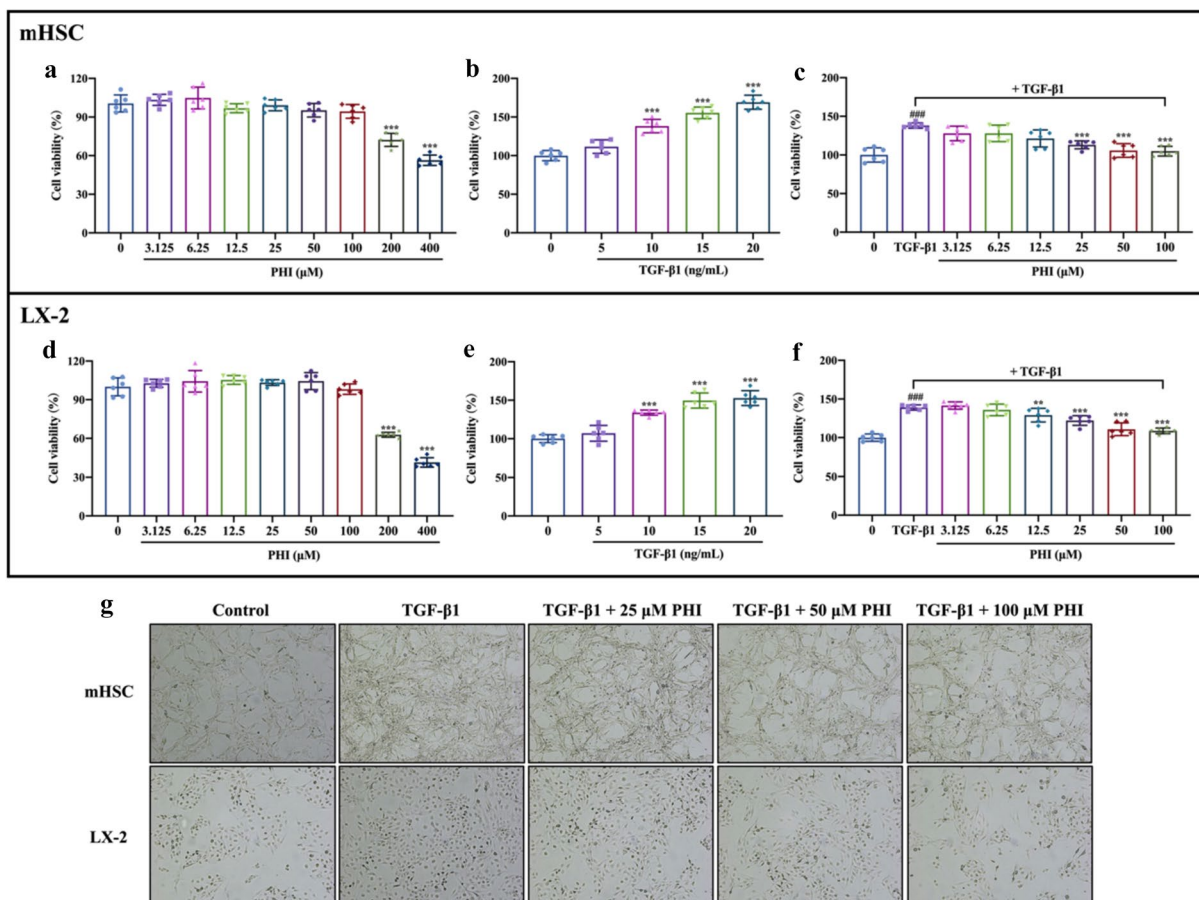 mHSC
a
Cell viability (%)
120
90
60
30
0
***
***
0 3.125 6.25 12.5 25 50 100 200 400
PHI (μM)
b
Cell viability (%)
200
150
100
50
0
***
***
***
0 5 10 15 20
TGF-β1 (ng/mL)
c
Cell viability (%)
200
150
100
50
0
+ TGF-β1
###
***
***
***
0 TGF-β1 3.125 6.25 12.5 25 50 100
PHI (μM)
LX-2
d
Cell viability (%)
120
90
60
30
0
***
***
0 3.125 6.25 12.5 25 50 100 200 400
PHI (μM)
e
Cell viability (%)
200
150
100
50
0
***
***
***
0 5 10 15 20
TGF-β1 (ng/mL)
f
Cell viability (%)
200
150
100
50
0
+ TGF-β1
###
**
***
***
***
0 TGF-β1 3.125 6.25 12.5 25 50 100
PHI (μM)
g
Control TGF-β1 TGF-β1 + 25 μM PHI TGF-β1 + 50 μM PHI TGF-β1 + 100 μM PHI
mHSC
LX-2